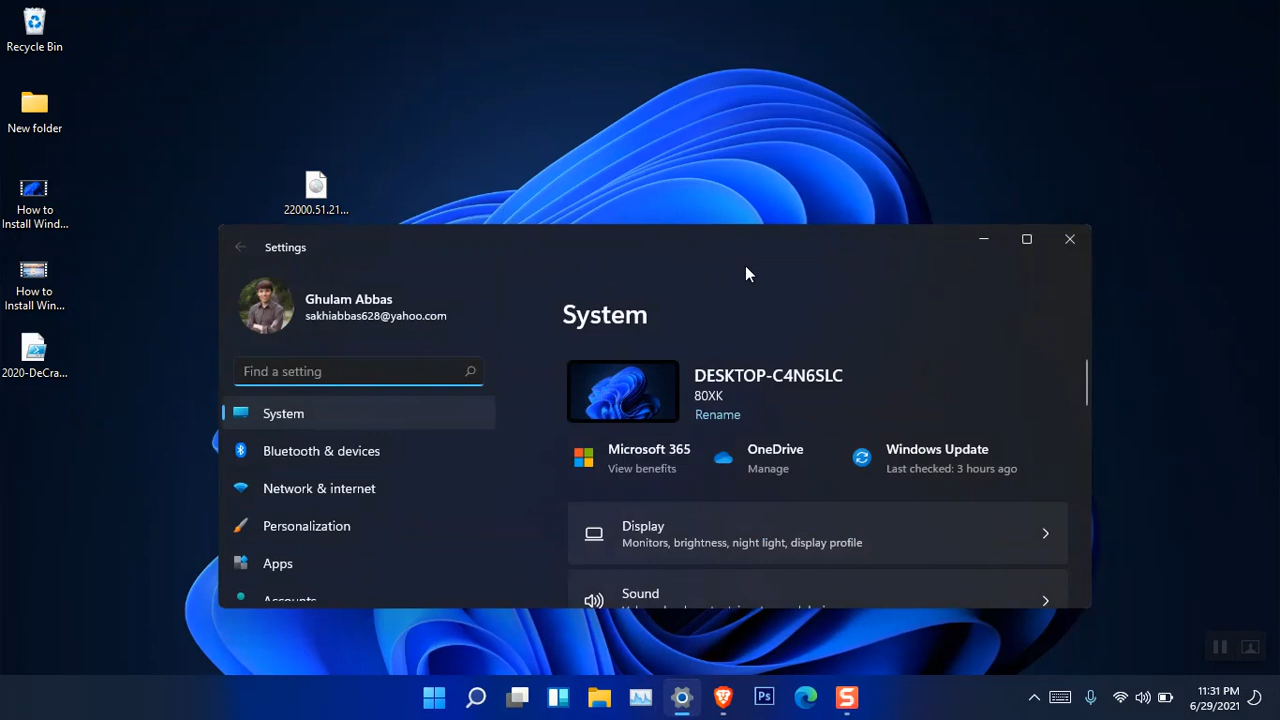 Recycle Bin
New folder
How to
Install Wind...
How to
Install Win...
2020-DeCra...
22000.51.21...
Settings
Ghulam Abbas
sakhiabbas628@yahoo.com
Find a setting
System
Bluetooth & devices
Network & internet
Personalization
Apps
Accounts
System
DESKTOP-C4N6SLC
80XK
Rename
Microsoft 365
View benefits
OneDrive
Manage
Windows Update
Last checked: 3 hours ago
Display
Monitors, brightness, night light, display profile
Sound
Ps
S
11:31 PM
6/29/2021